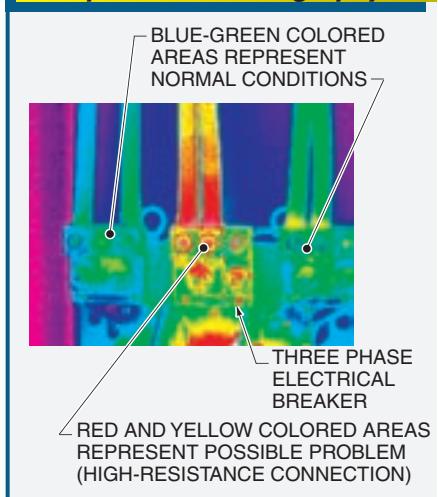 BLUE-GREEN COLORED
AREAS REPRESENT
NORMAL CONDITIONS
THREE PHASE
ELECTRICAL
BREAKER
RED AND YELLOW COLORED AREAS
REPRESENT POSSIBLE PROBLEM
(HIGH-RESISTANCE CONNECTION)